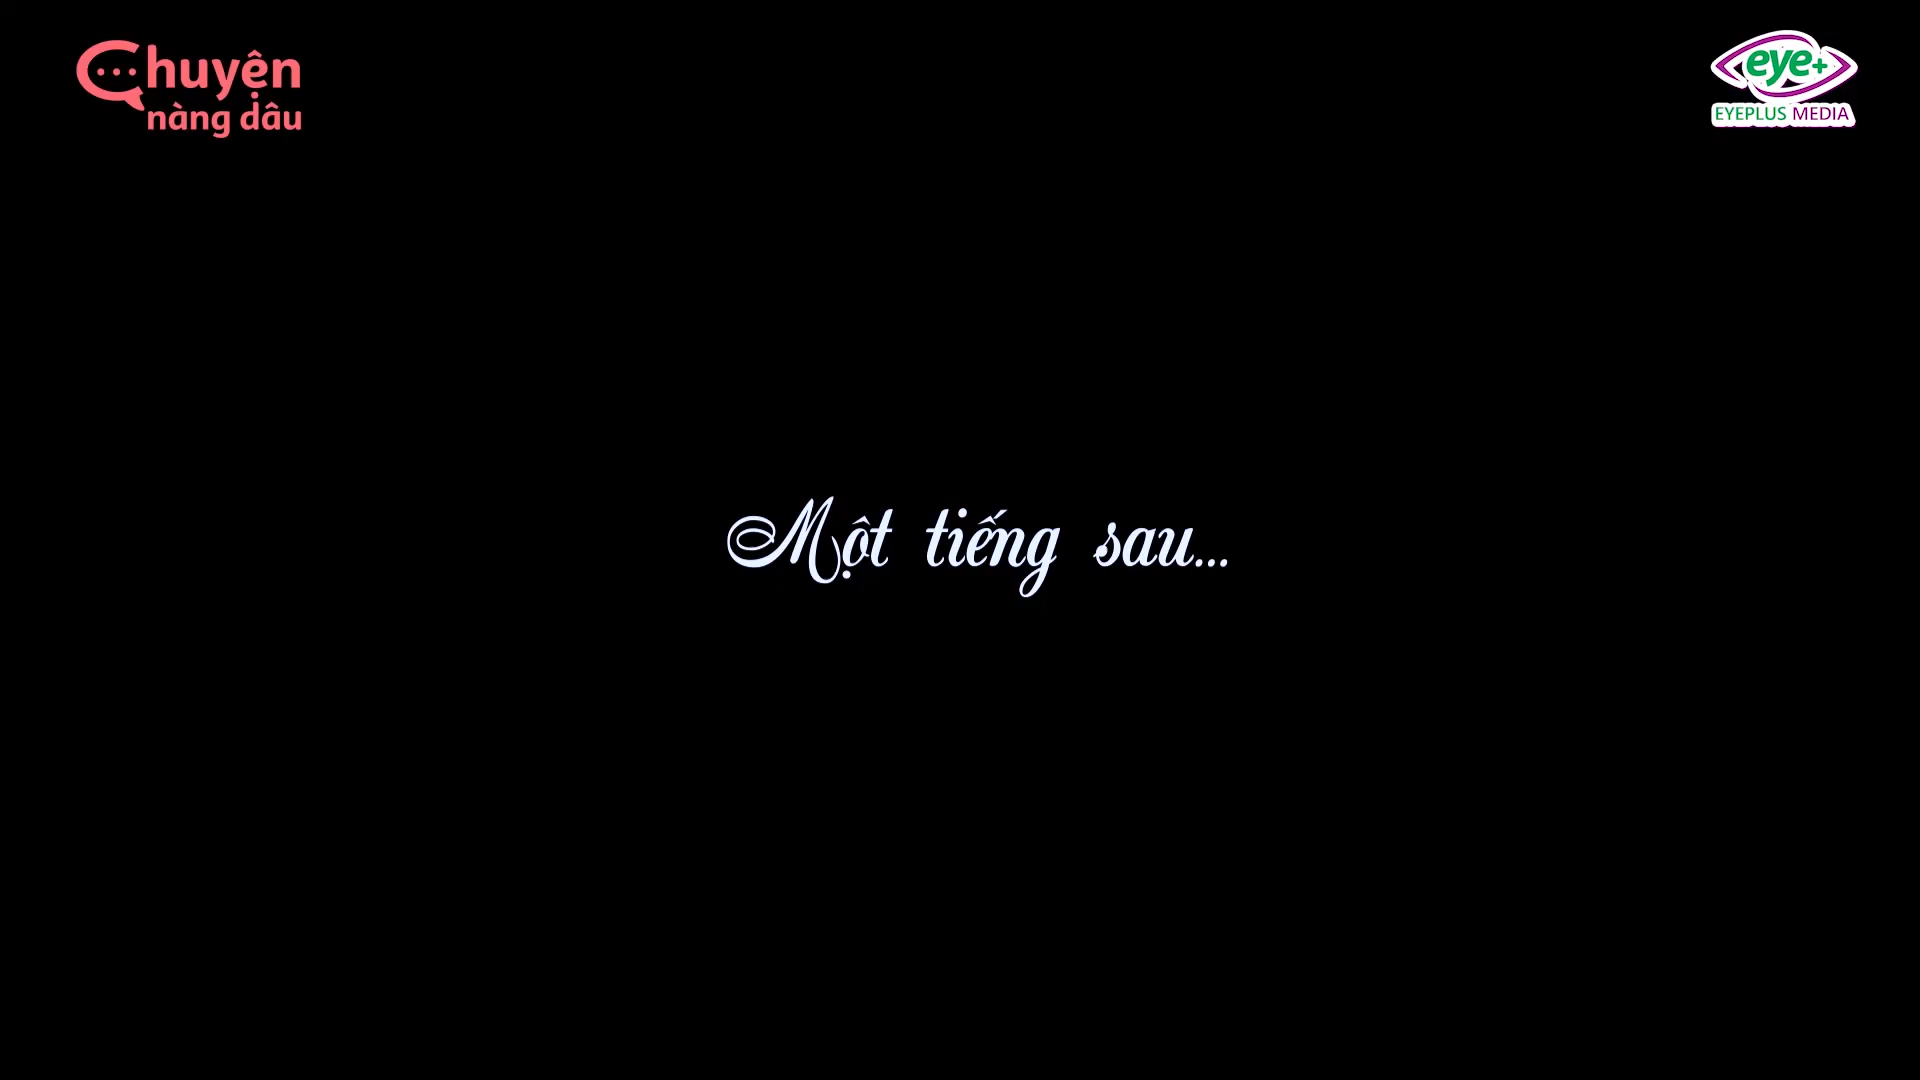 Chuyện
nàng dâu
eye+
EYEPLUS MEDIA
Một tiếng sau...